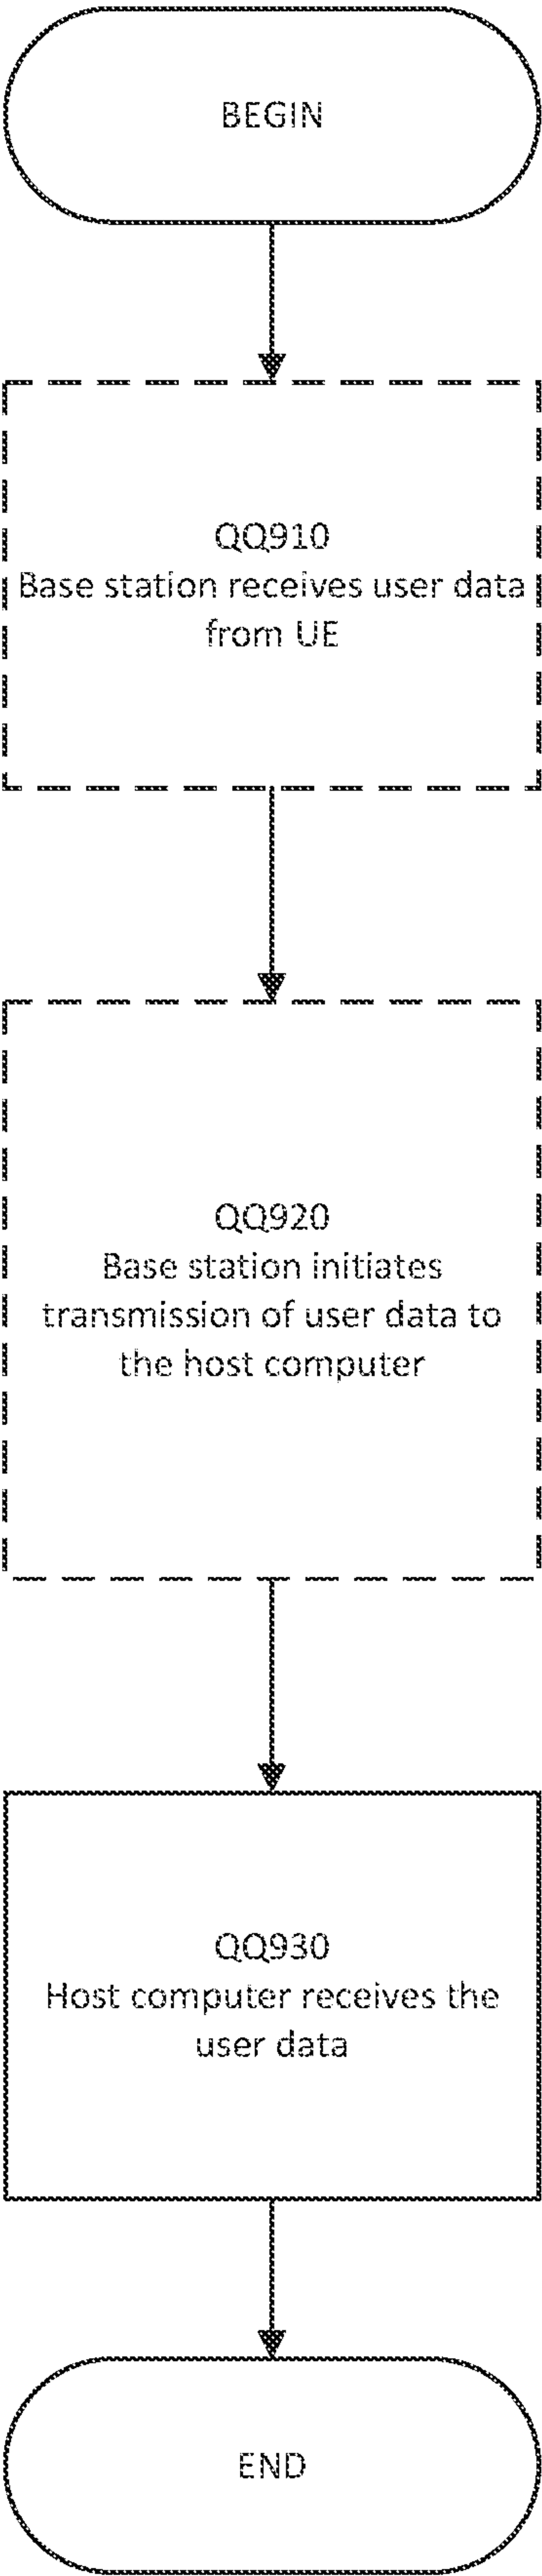 BEGIN
QQ910
Base station receives user data
from UE
QQ920
Base station initiates
transmission of user data to
the host computer
QQ930
Host computer receives the
user data
END